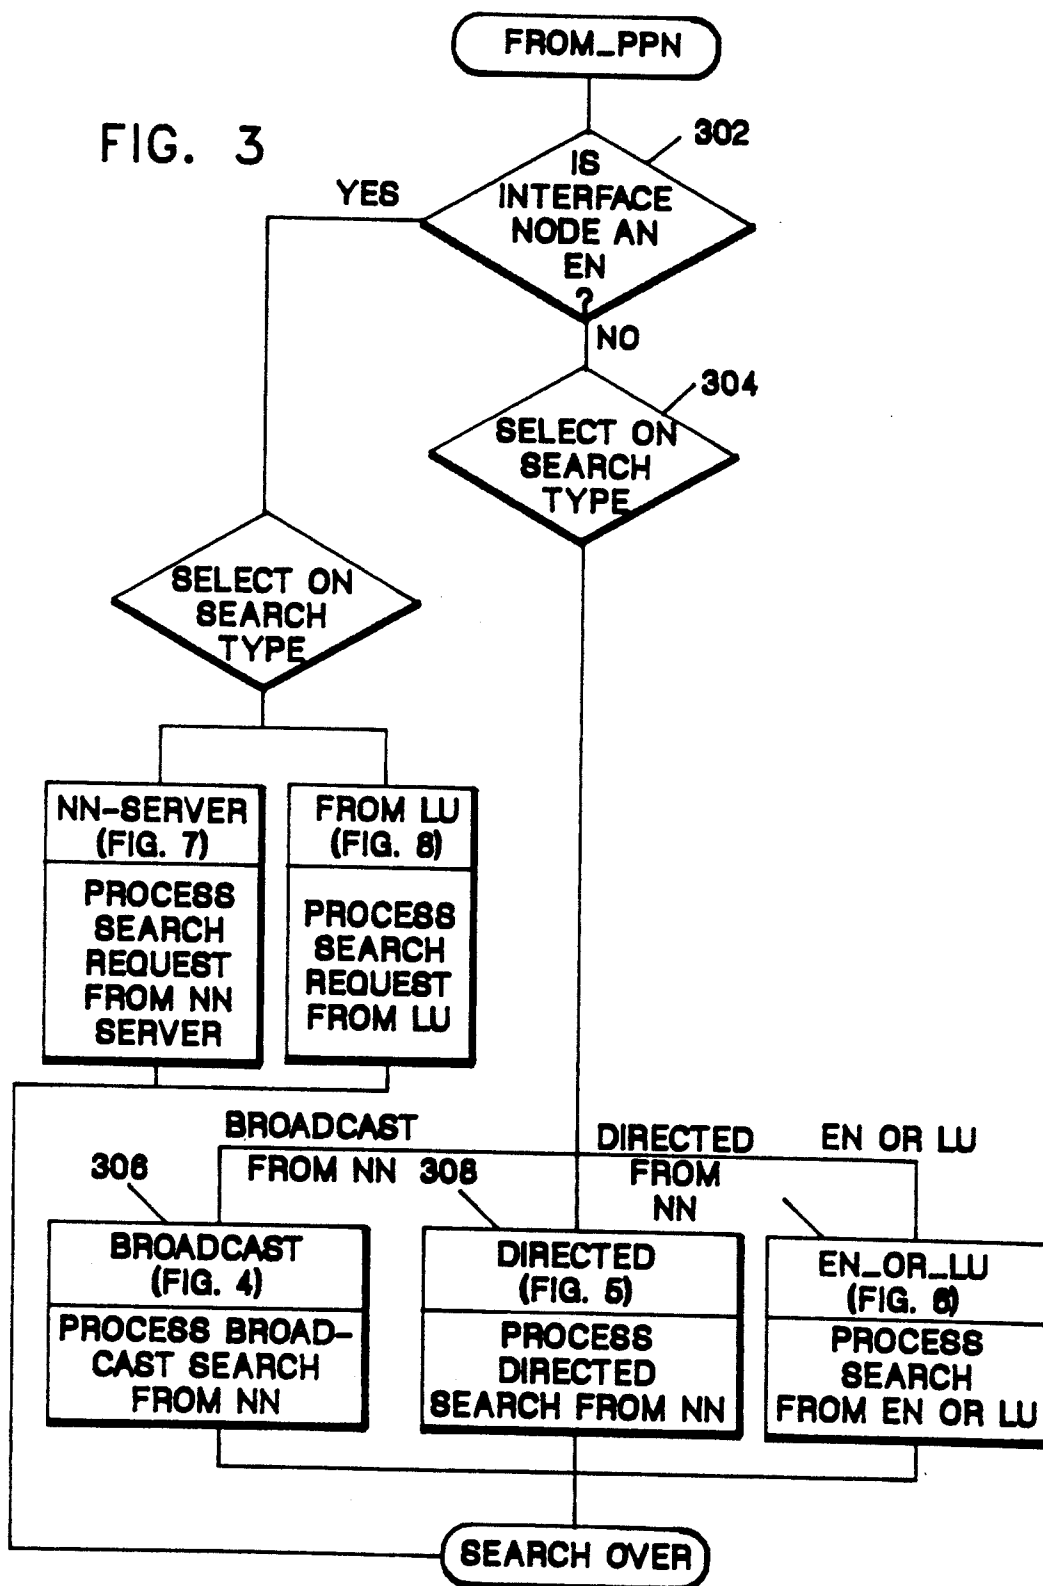 FROM_PPN
FIG. 3
302
IS
INTERFACE
NODE AN
EN
?
YES
NO
304
SELECT ON
SEARCH
TYPE
SELECT ON
SEARCH
TYPE
NN-SERVER
(FIG. 7)
PROCESS
SEARCH
REQUEST
FROM NN
SERVER
FROM LU
(FIG. 8)
PROCESS
SEARCH
REQUEST
FROM LU
BROADCAST
FROM NN
DIRECTED
FROM
NN
EN OR LU
306
308
BROADCAST
(FIG. 4)
PROCESS BROAD-
CAST SEARCH
FROM NN
DIRECTED
(FIG. 5)
PROCESS
DIRECTED
SEARCH FROM NN
EN_OR_LU
(FIG. 6)
PROCESS
SEARCH
FROM EN OR LU
SEARCH OVER